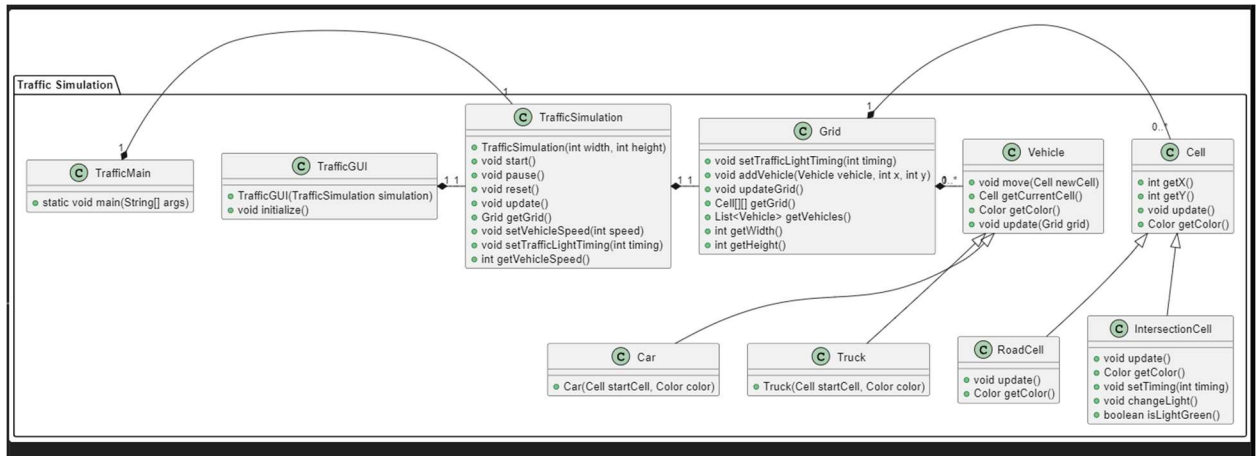 Traffic Simulation
1
1
C TrafficMain
static void main(String[] args)
C TrafficGUI
TrafficGUI(TrafficSimulation simulation)
void initialize()
1 1
C TrafficSimulation
TrafficSimulation(int width, int height)
void start()
void pause()
void reset()
void update()
Grid getGrid()
void setVehicleSpeed(int speed)
void setTrafficLightTiming(int timing)
int getVehicleSpeed()
1 1
1
C Grid
void setTrafficLightTiming(int timing)
void addVehicle(Vehicle vehicle, int x, int y)
void updateGrid()
Cell[][] getGrid()
List<Vehicle> getVehicles()
int getWidth()
int getHeight()
C Vehicle
void move(Cell newCell)
Cell getCurrentCell()
Color getColor()
void update(Grid grid)
0..*
C Cell
int getX()
int getY()
void update()
Color getColor()
C Car
Car(Cell startCell, Color color)
C Truck
Truck(Cell startCell, Color color)
C RoadCell
void update()
Color getColor()
C IntersectionCell
void update()
Color getColor()
void setTiming(int timing)
void changeLight()
boolean isLightGreen()